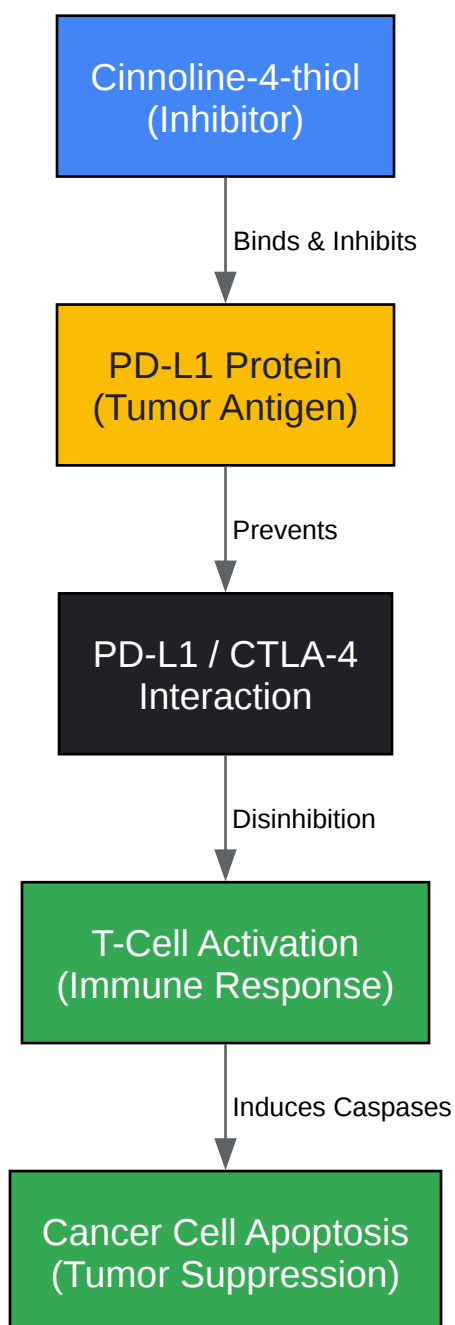 Cinnoline-4-thiol
(Inhibitor)
Binds & Inhibits
PD-L1 Protein
(Tumor Antigen)
Prevents
PD-L1 / CTLA-4
Interaction
Disinhibition
T-Cell Activation
(Immune Response)
Induces Caspases
Cancer Cell Apoptosis
(Tumor Suppression)